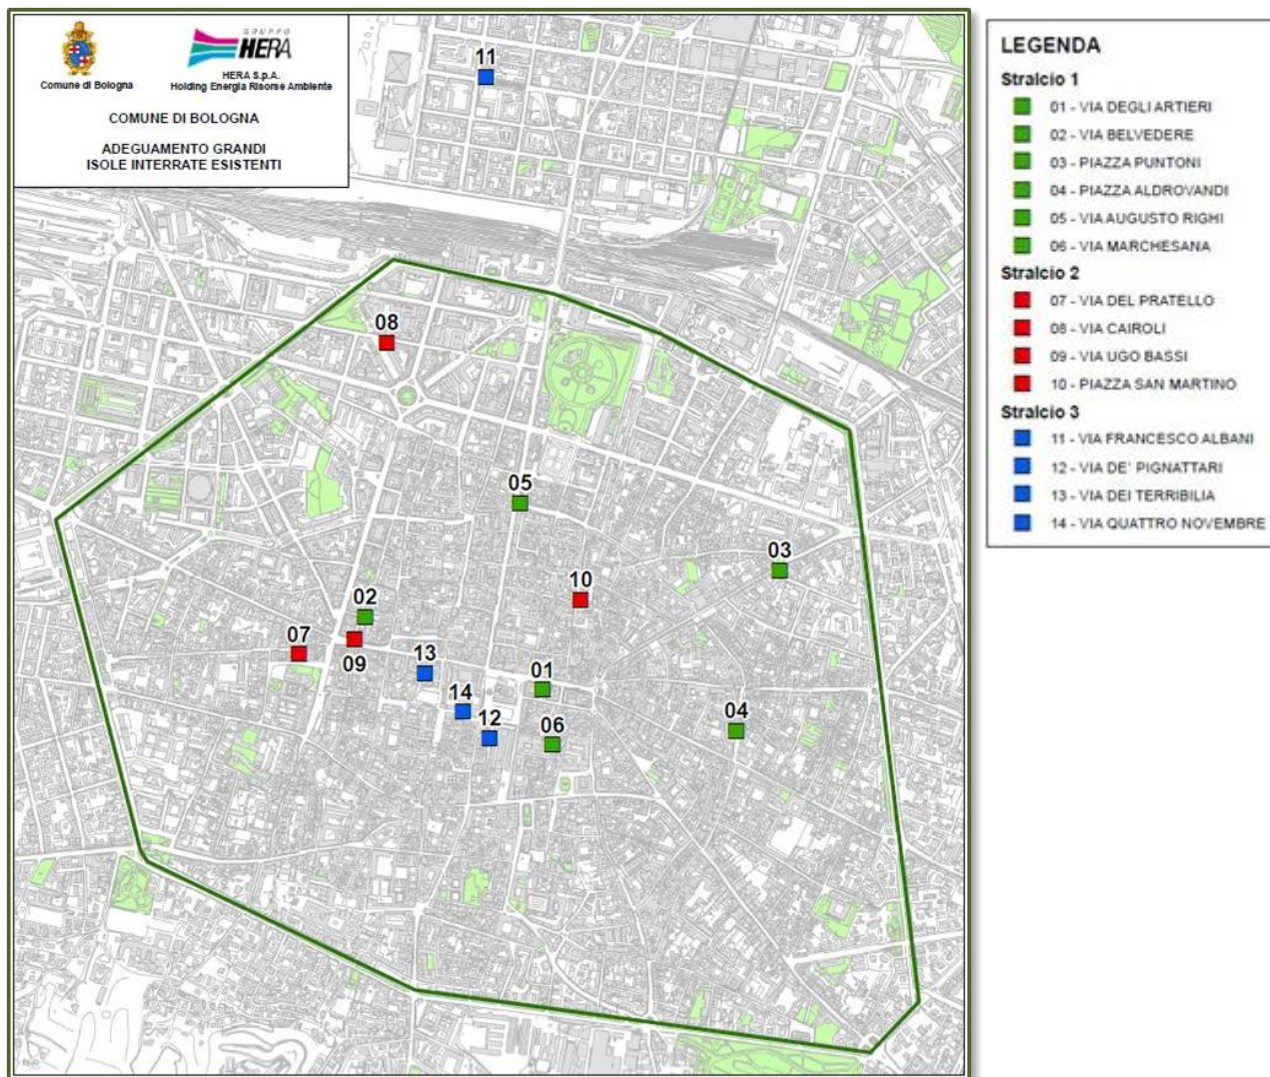 Comune di Bologna
GRUPPO
HERA
HERA S.p.A.
Holding Energia Risorse Ambiente
COMUNE DI BOLOGNA
ADEGUAMENTO GRANDI
ISOLE INTERRATE ESISTENTI
11
08
05
03
10
02
07
09
13
01
14
04
12
06
LEGENDA
Stralcio 1
01 - VIA DEGLI ARTIERI
02 - VIA BELVEDERE
03 - PIAZZA PUNTONI
04 - PIAZZA ALDROVANDI
05 - VIA AUGUSTO RIGHI
06 - VIA MARCHESANA
Stralcio 2
07 - VIA DEL PRATELLO
08 - VIA CAIROLI
09 - VIA UGO BASSI
10 - PIAZZA SAN MARTINO
Stralcio 3
11 - VIA FRANCESCO ALBANI
12 - VIA DE' PIGNATTARI
13 - VIA DEI TERRIBILIA
14 - VIA QUATTRO NOVEMBRE